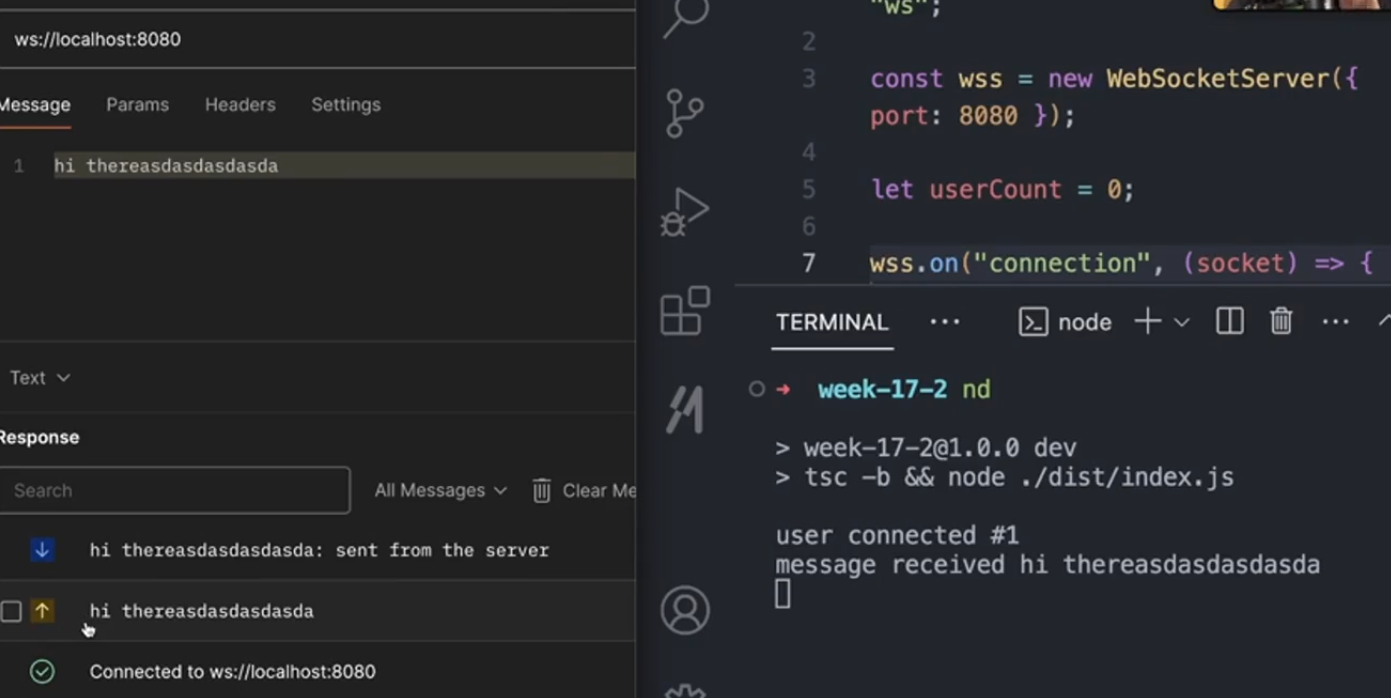 ws://localhost:8080
Message Params Headers Settings
1 hi thereasdasdasdasda
Text
Response
Search All Messages Clear Me
hi thereasdasdasdasda: sent from the server
hi thereasdasdasdasda
Connected to ws://localhost:8080
"ws";
2
3 const wss = new WebSocketServer({
port: 8080 });
4
5 let userCount = 0;
6
7 wss.on("connection", (socket) => {
TERMINAL ... node ...
→ week-17-2 nd
> week-17-2@1.0.0 dev
> tsc -b && node ./dist/index.js
user connected #1
message received hi thereasdasdasdasda